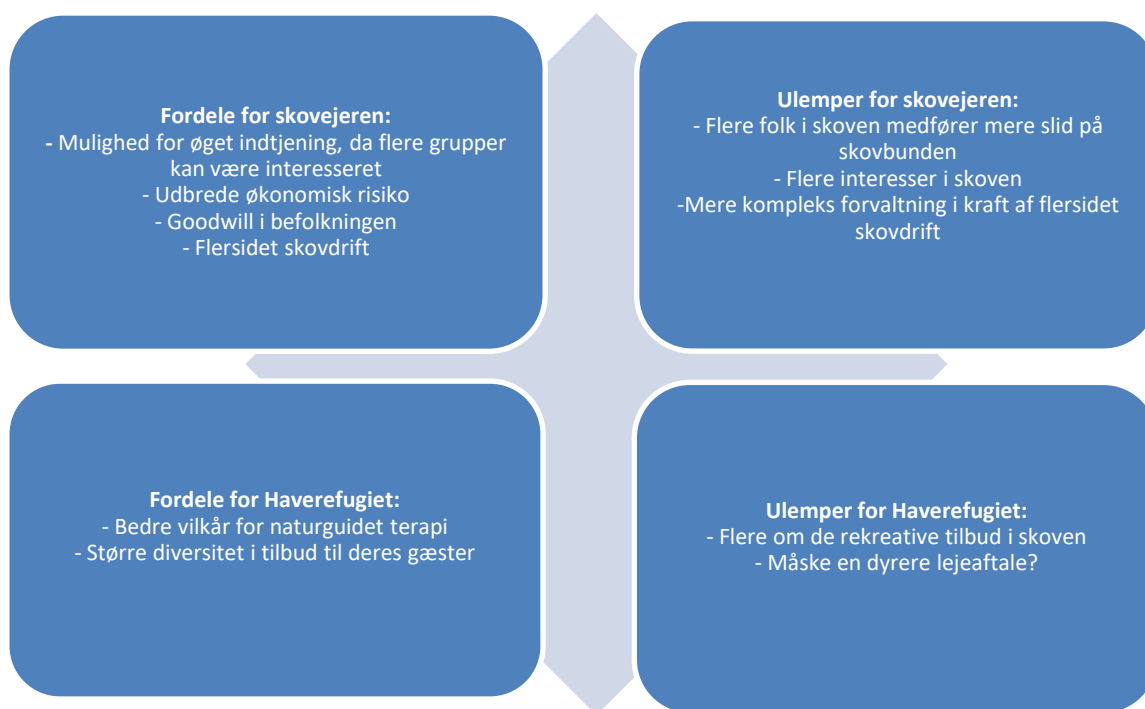 Fordele for skovejeren:
- Mulighed for øget indtjening, da flere grupper
kan være interesseret
- Udbrede økonomisk risiko
- Goodwill i befolkningen
- Flersidet skovdrift
Ulemper for skovejeren:
- Flere folk i skoven medfører mere slid på
skovbunden
- Flere interesser i skoven
-Mere kompleks forvaltning i kraft af flersidet
skovdrift
Fordele for Haverefugiet:
- Bedre vilkår for naturguidet terapi
- Større diversitet i tilbud til deres gæster
Ulemper for Haverefugiet:
- Flere om de rekreative tilbud i skoven
- Måske en dyrere lejeaftale?